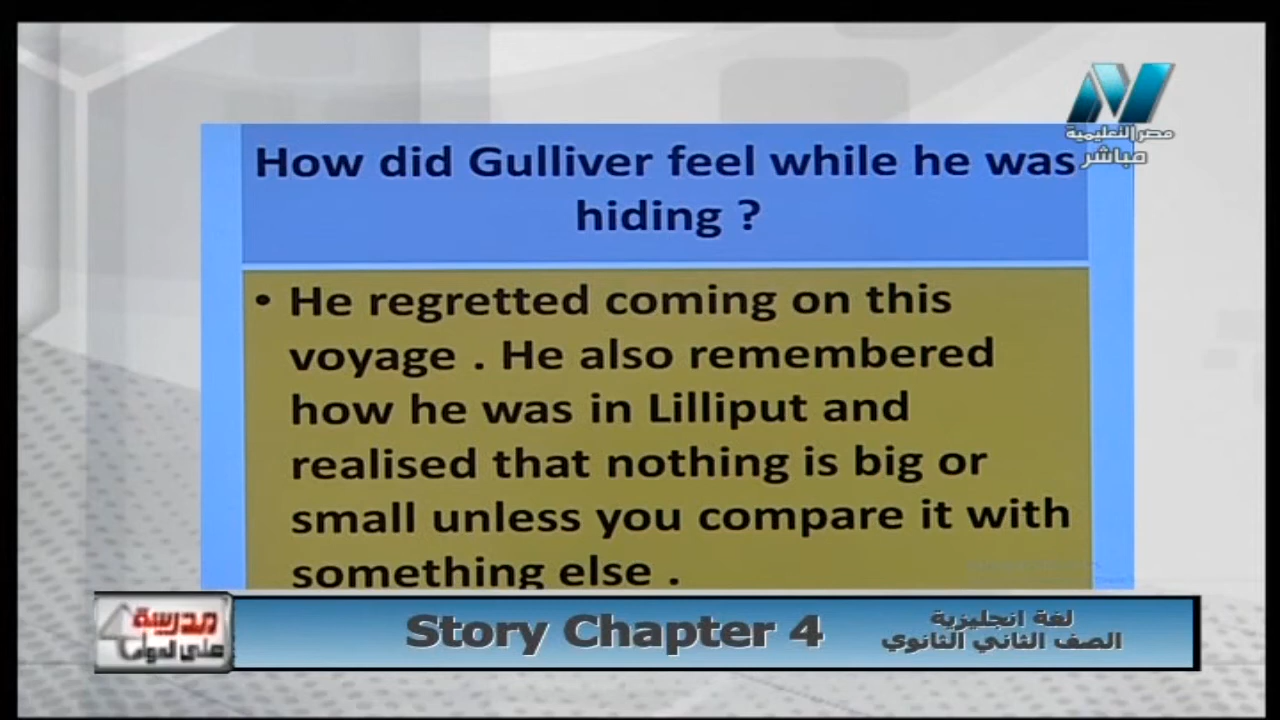 مصر التعليمية
مباشر
How did Gulliver feel while he was
hiding ?
• He regretted coming on this
voyage . He also remembered
how he was in Lilliput and
realised that nothing is big or
small unless you compare it with
something else .
مدرسة
على الهواء
Story Chapter 4
لغة انجليزية
الصف الثاني الثانوي